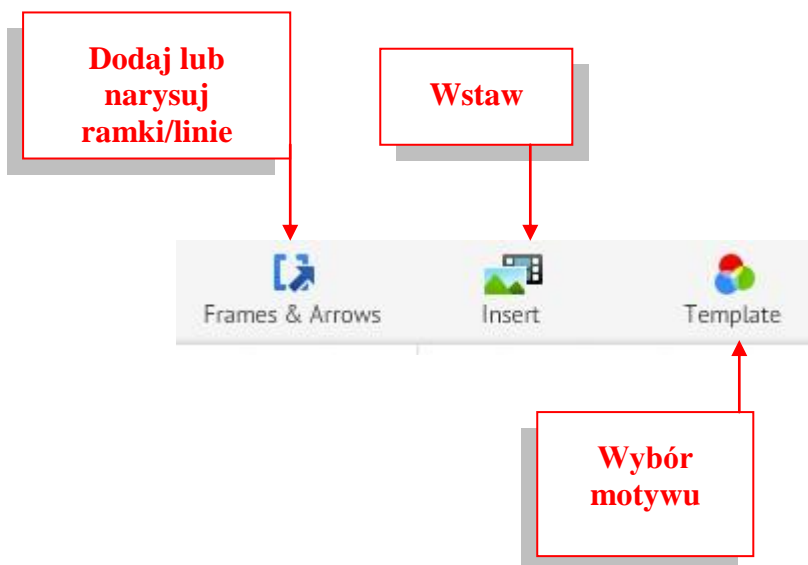 Dodaj lub
narysuj
ramki/linie
Wstaw
Frames & Arrows
Insert
Template
Wybór
motywu